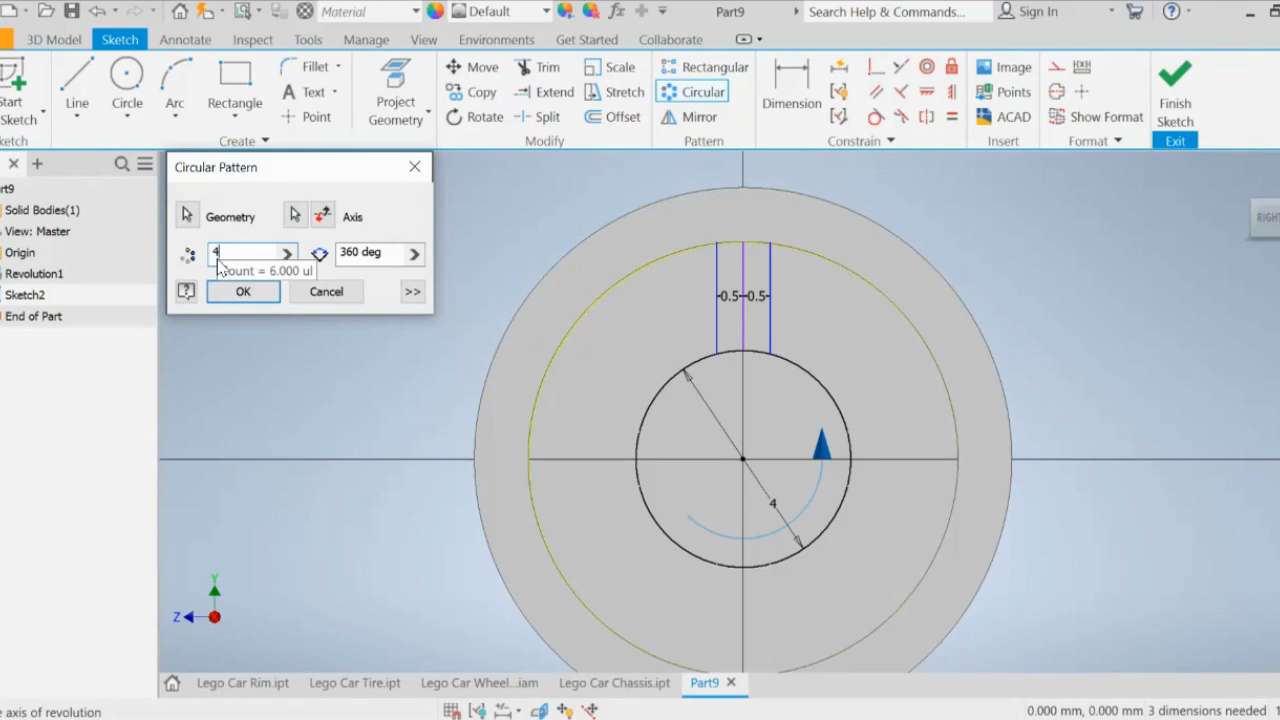 Material
Default
Part9
Search Help & Commands...
Sign In
3D Model
Sketch
Annotate
Inspect
Tools
Manage
View
Environments
Get Started
Collaborate
Start
Sketch
Line
Circle
Arc
Rectangle
Fillet
Text
Point
Project
Geometry
Move
Copy
Rotate
Trim
Extend
Split
Scale
Stretch
Offset
Rectangular
Circular
Mirror
Dimension
Image
Points
ACAD
Show Format
Finish
Sketch
ketch
Create
Modify
Pattern
Constrain
Insert
Format
Exit
Circular Pattern
Geometry
Axis
4
360 deg
ount = 6.000 ul
OK
Cancel
>>
rt9
Solid Bodies(1)
View: Master
Origin
Revolution1
Sketch2
End of Part
RIGH
0.5
0.5
4
Y
Z
Lego Car Rim.ipt
Lego Car Tire.ipt
Lego Car Wheel...iam
Lego Car Chassis.ipt
Part9
e axis of revolution
0.000 mm, 0.000 mm
3 dimensions needed
1